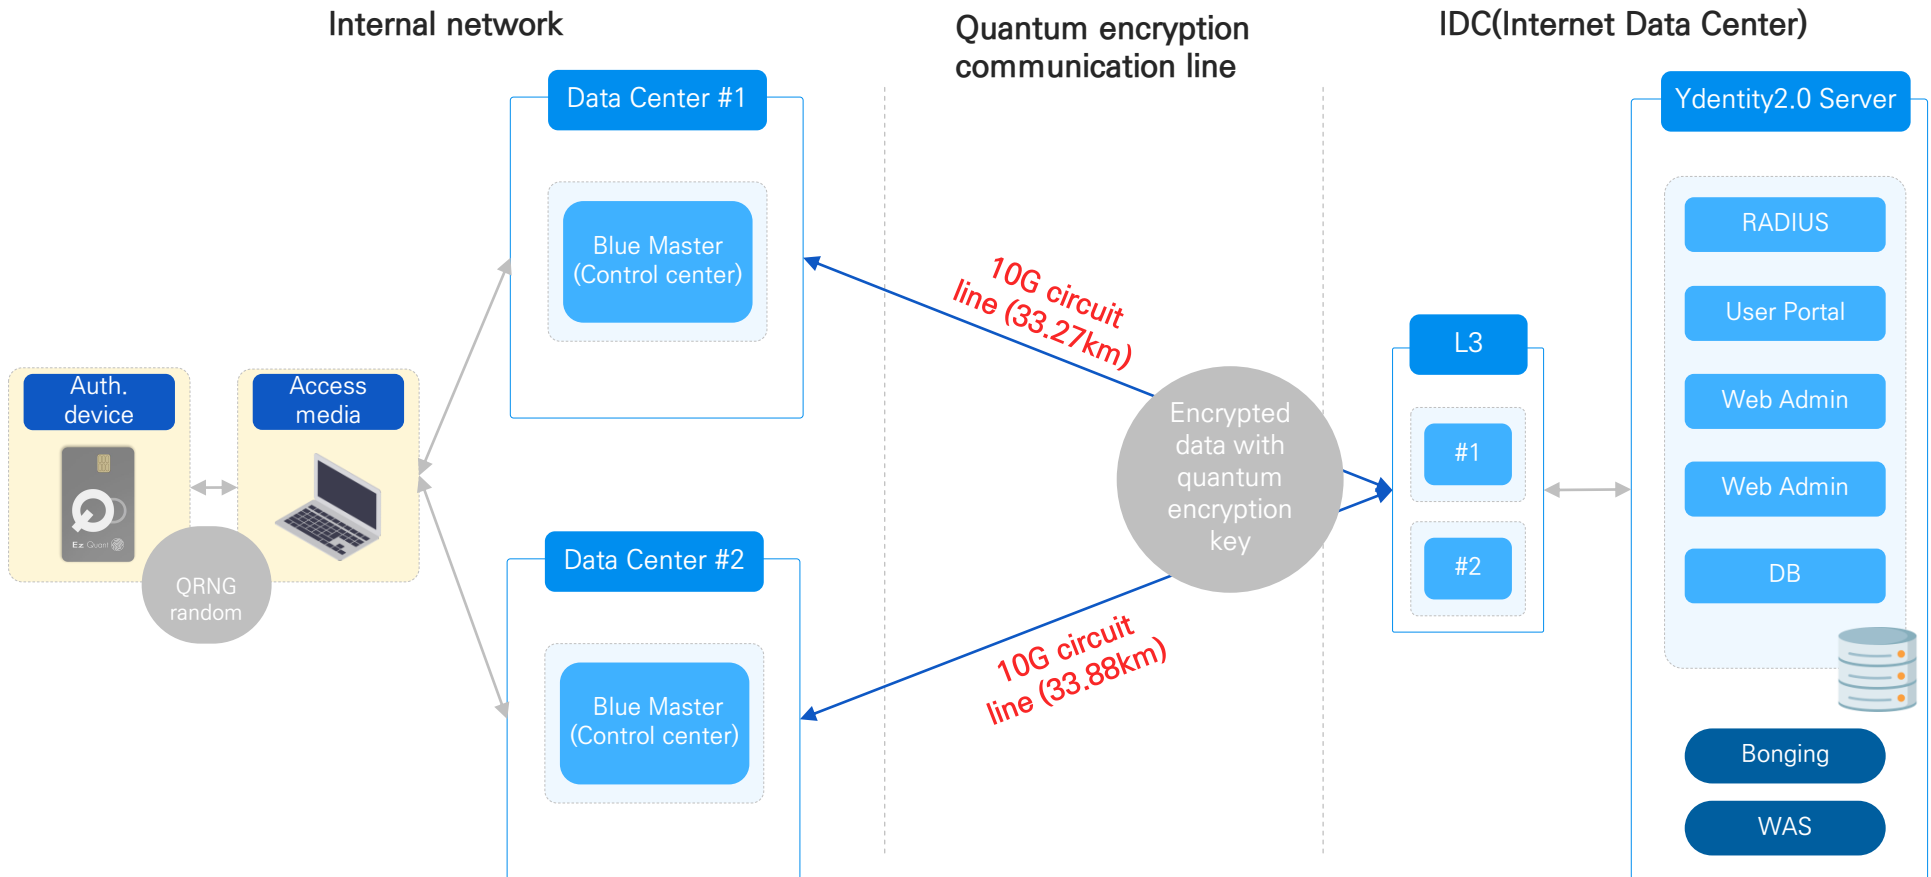 Internal network
Quantum encryption
communication line
IDC(Internet Data Center)
Data Center #1
Blue Master
(Control center)
Auth.
device
Access
media
Ez Quant
QRNG
random
Data Center #2
Blue Master
(Control center)
10G circuit
line (33.27km)
Encrypted
data with
quantum
encryption
key
10G circuit
line (33.88km)
L3
#1
#2
Ydentity2.0 Server
RADIUS
User Portal
Web Admin
Web Admin
DB
Bonging
WAS